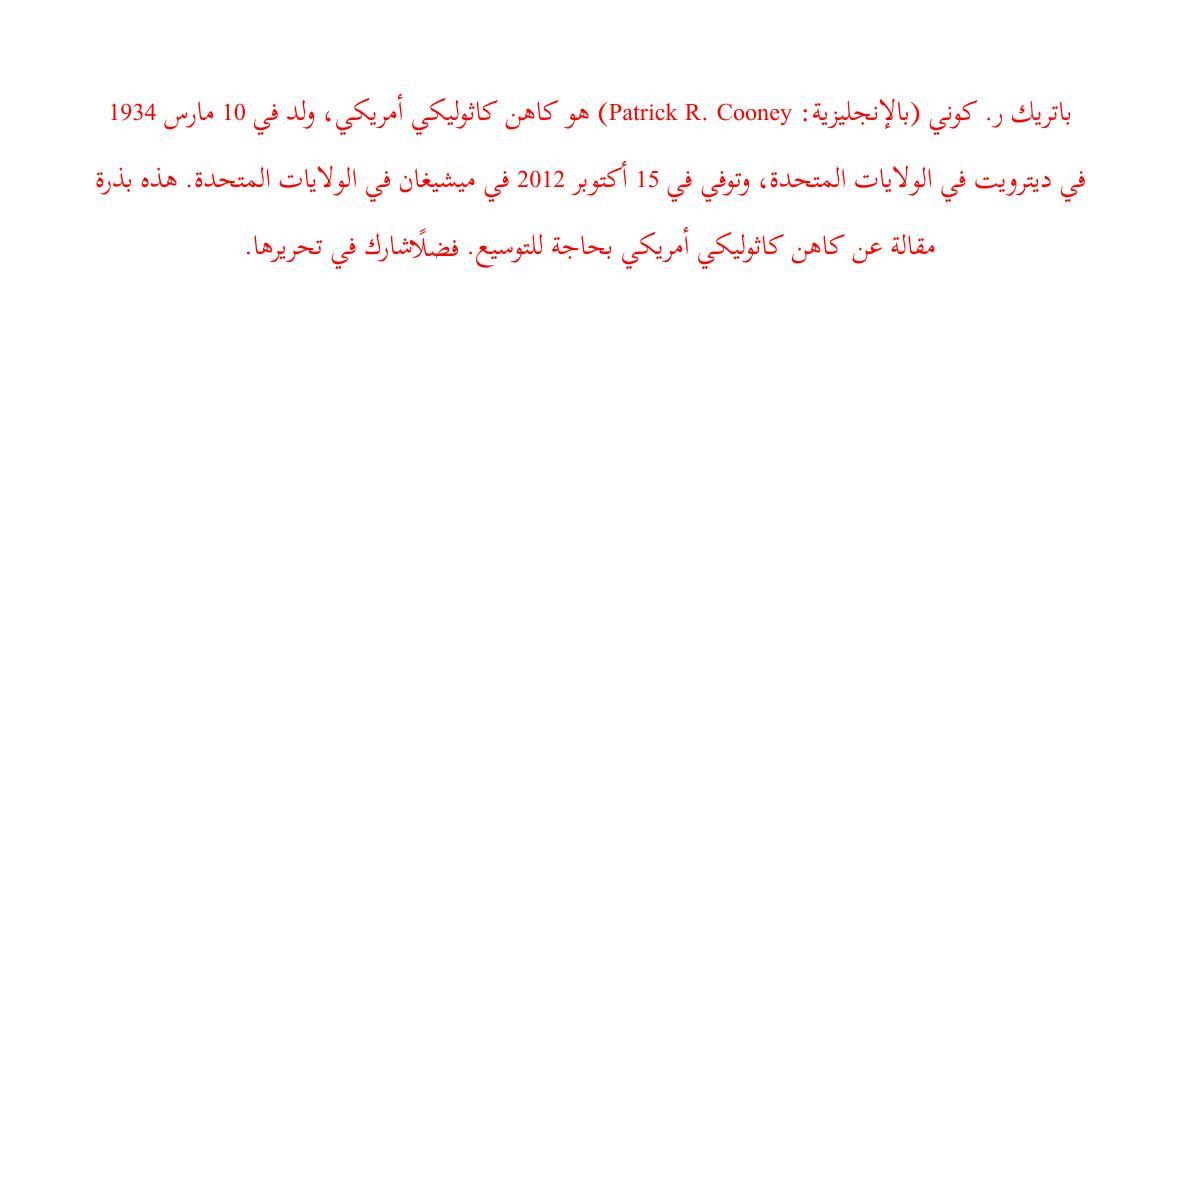 باتريك ر. كوني (بالإنجليزية: Patrick R. Cooney) هو كاهن كاثوليكي أمريكي، ولد في 10 مارس 1934
في ديترويت في الولايات المتحدة، وتوفي في 15 أكتوبر 2012 في ميشيغان في الولايات المتحدة. هذه بذرة
مقالة عن كاهن كاثوليكي أمريكي بحاجة للتوسيع. فضلًاشارك في تحريرها.